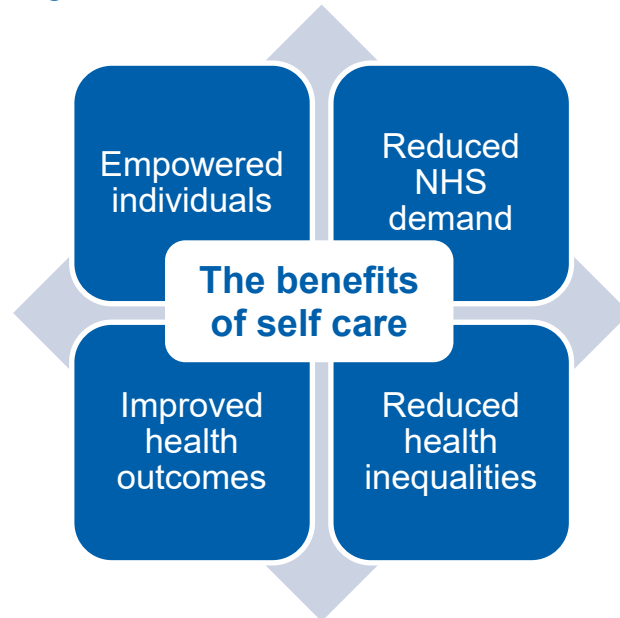 Empowered
individuals
Reduced
NHS
demand
The benefits
of self care
Improved
health
outcomes
Reduced
health
inequalities